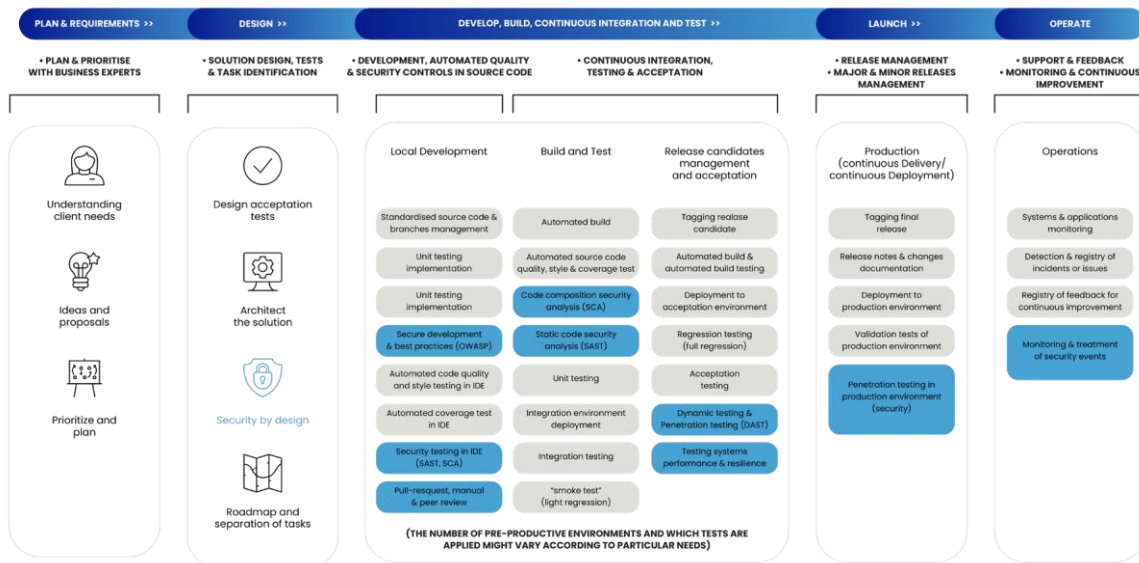 PLAN & REQUIREMENTS >>
DESIGN >>
DEVELOP, BUILD, CONTINUOUS INTEGRATION AND TEST >>
LAUNCH >>
OPERATE
• PLAN & PRIORITISE
WITH BUSINESS EXPERTS
• SOLUTION DESIGN, TESTS
& TASK IDENTIFICATION
• DEVELOPMENT, AUTOMATED QUALITY
& SECURITY CONTROLS IN SOURCE CODE
• CONTINUOUS INTEGRATION,
TESTING & ACCEPTATION
• RELEASE MANAGEMENT
• MAJOR & MINOR RELEASES
MANAGEMENT
• SUPPORT & FEEDBACK
• MONITORING & CONTINUOUS
IMPROVEMENT
Understanding
client needs
Ideas and
proposals
Prioritize and
plan
Design acceptation
tests
Architect
the solution
Security by design
Roadmap and
separation of tasks
Local Development
Standardised source code &
branches management
Unit testing
implementation
Unit testing
implementation
Secure development
& best practices (OWASP)
Automated code quality
and style testing in IDE
Automated coverage test
in IDE
Security testing in IDE
(SAST, SCA)
Pull-resquest, manual
& peer review
Build and Test
Automated build
Automated source code
quality, style & coverage test
Code composition security
analysis (SCA)
Static code security
analysis (SAST)
Unit testing
Integration environment
deployment
Integration testing
"smoke test"
(light regression)
Release candidates
management
and acceptation
Tagging realase
candidate
Automated build &
automated build testing
Deployment to
acceptation environment
Regression testing
(full regression)
Acceptation
testing
Dynamic testing &
Penetration testing (DAST)
Testing systems
performance & resilience
(THE NUMBER OF PRE-PRODUCTIVE ENVIRONMENTS AND WHICH TESTS ARE
APPLIED MIGHT VARY ACCORDING TO PARTICULAR NEEDS)
Production
(continuous Delivery/
continuous Deployment)
Tagging final
release
Release notes & changes
documentation
Deployment to
production environment
Validation tests of
production environment
Penetration testing in
production environment
(security)
Operations
Systems & applications
monitoring
Detection & registry of
incidents or issues
Registry of feedback for
continuous improvement
Monitoring & treatment
of security events